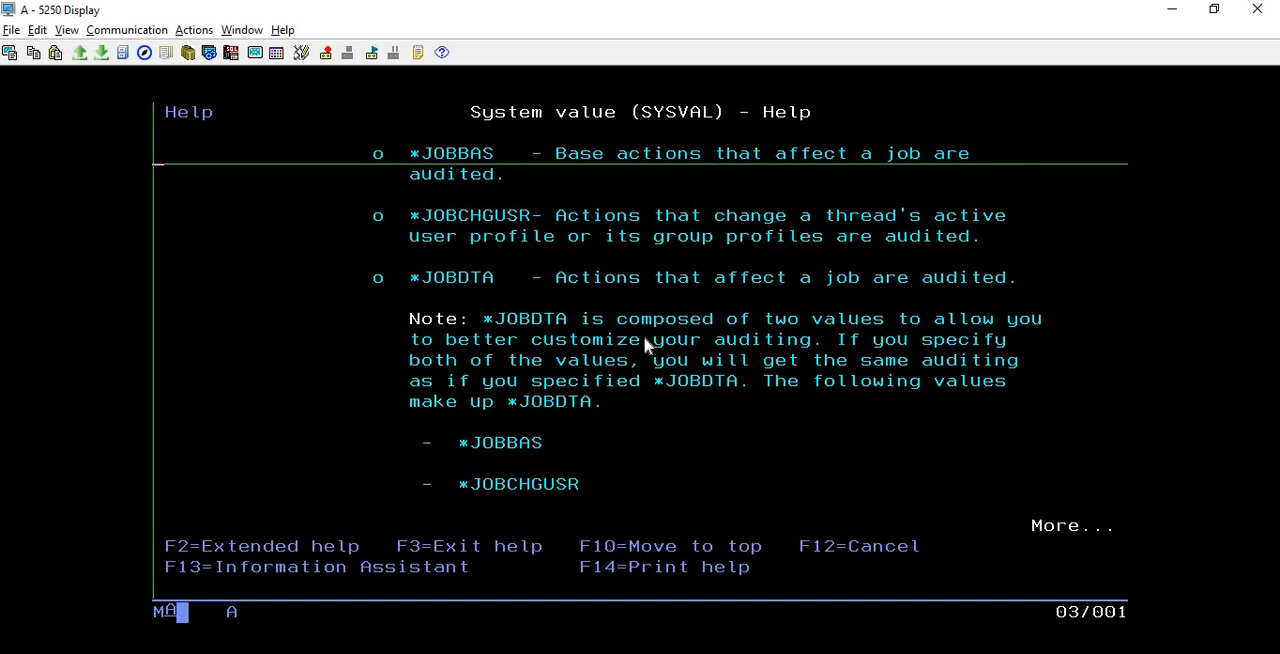 A - 5250 Display
File Edit View Communication Actions Window Help
Help System value (SYSVAL) - Help
o *JOBBAS - Base actions that affect a job are
audited.
o *JOBCHGUSR- Actions that change a thread's active
user profile or its group profiles are audited.
o *JOBDTA - Actions that affect a job are audited.
Note: *JOBDTA is composed of two values to allow you
to better customize your auditing. If you specify
both of the values, you will get the same auditing
as if you specified *JOBDTA. The following values
make up *JOBDTA.
- *JOBBAS
- *JOBCHGUSR
More...
F2=Extended help F3=Exit help F10=Move to top F12=Cancel
F13=Information Assistant F14=Print help
MA A 03/001